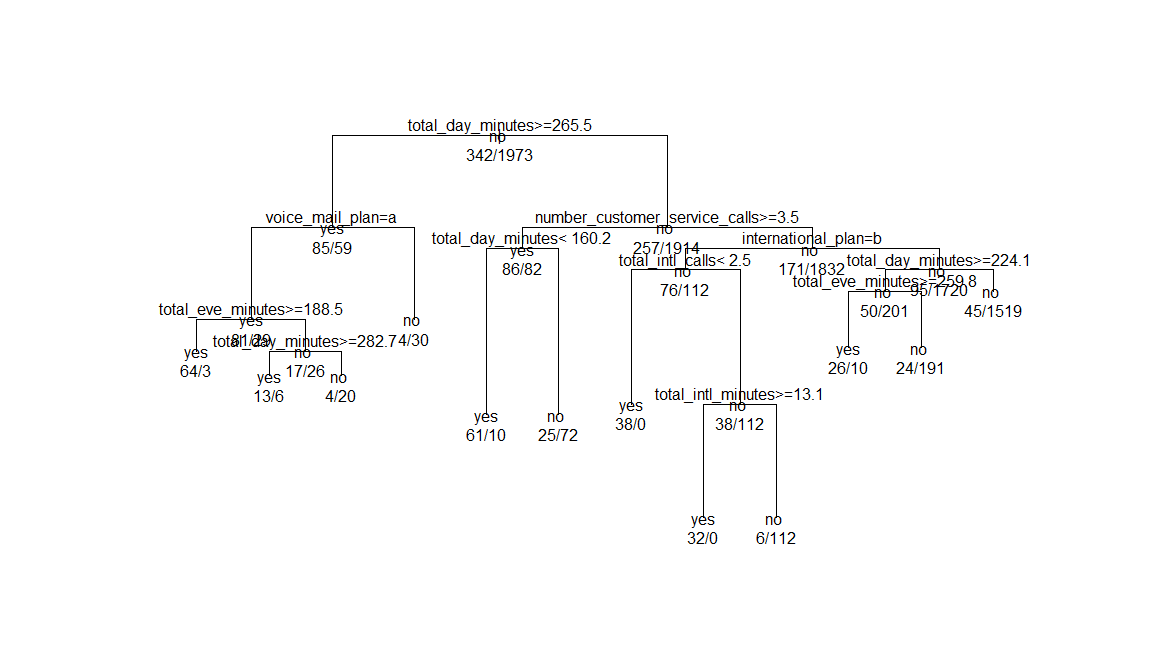 total_day_minutes>=265.5
no
342/1973
voice_mail_plan=a
yes
85/59
number_customer_service_calls>=3.5
no
257/1914
total_eve_minutes>=188.5
yes
81/29
no
4/30
total_day_minutes< 160.2
yes
86/82
international_plan=b
no
171/1832
yes
64/3
total_day_minutes>=282.7
no
17/26
yes
13/6
no
4/20
yes
61/10
no
25/72
total_intl_calls< 2.5
no
76/112
total_day_minutes>=224.1
no
95/1720
yes
38/0
total_intl_minutes>=13.1
no
38/112
yes
32/0
no
6/112
total_eve_minutes>=259.8
no
50/201
no
45/1519
yes
26/10
no
24/191